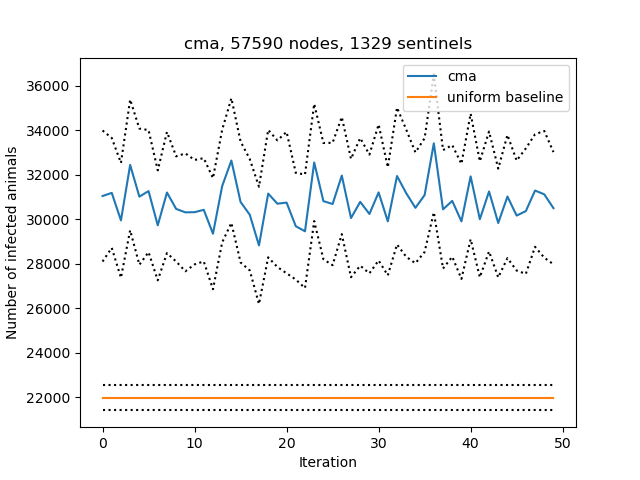 cma, 57590 nodes, 1329 sentinels
cma
uniform baseline
Number of infected animals
36000
34000
32000
30000
28000
26000
24000
22000
0 10 20 30 40 50
Iteration